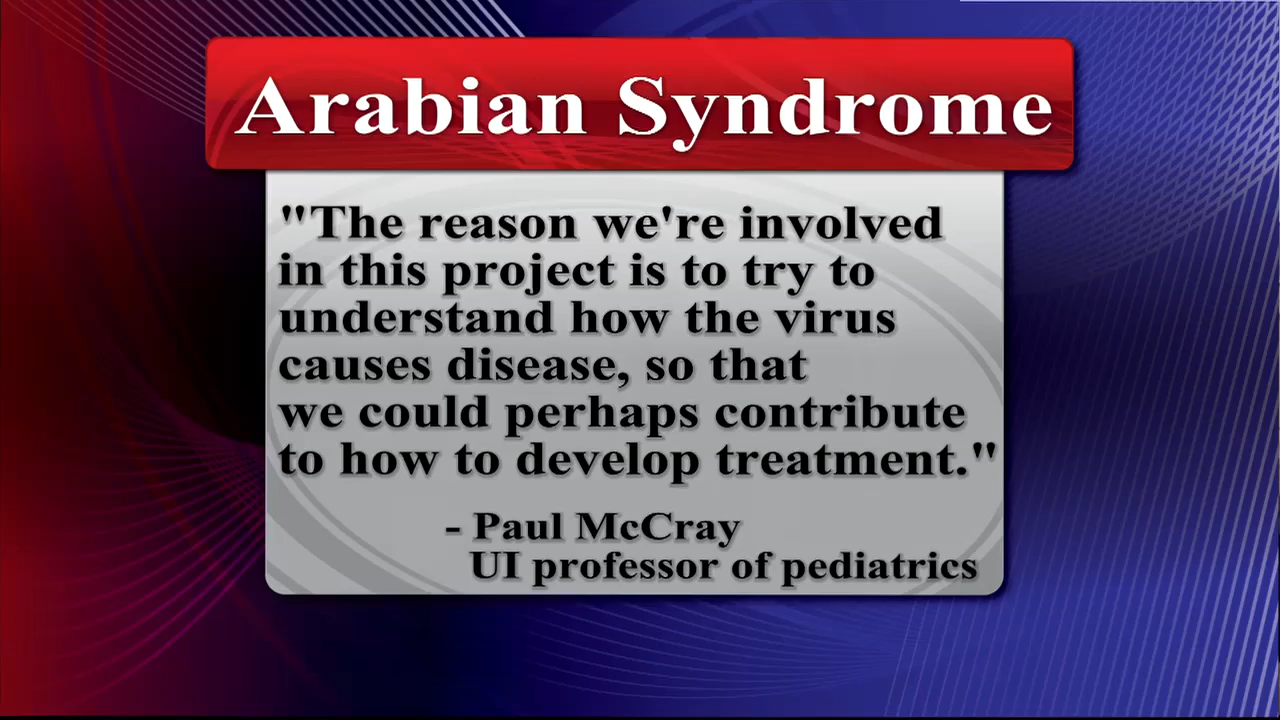 Arabian Syndrome
"The reason we're involved
in this project is to try to
understand how the virus
causes disease, so that
we could perhaps contribute
to how to develop treatment."
- Paul McCray
UI professor of pediatrics